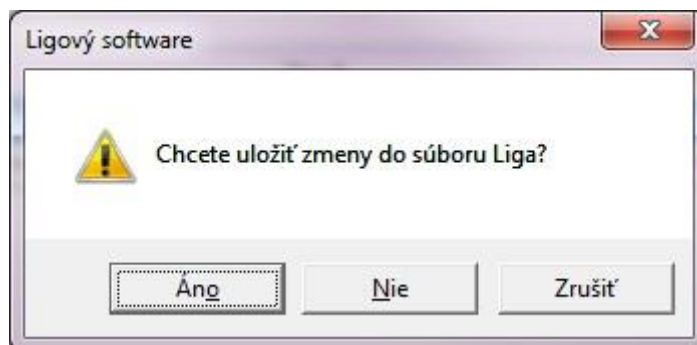 Ligový software
Chcete uložiť zmeny do súboru Liga?
Áno
Nie
Zrušiť